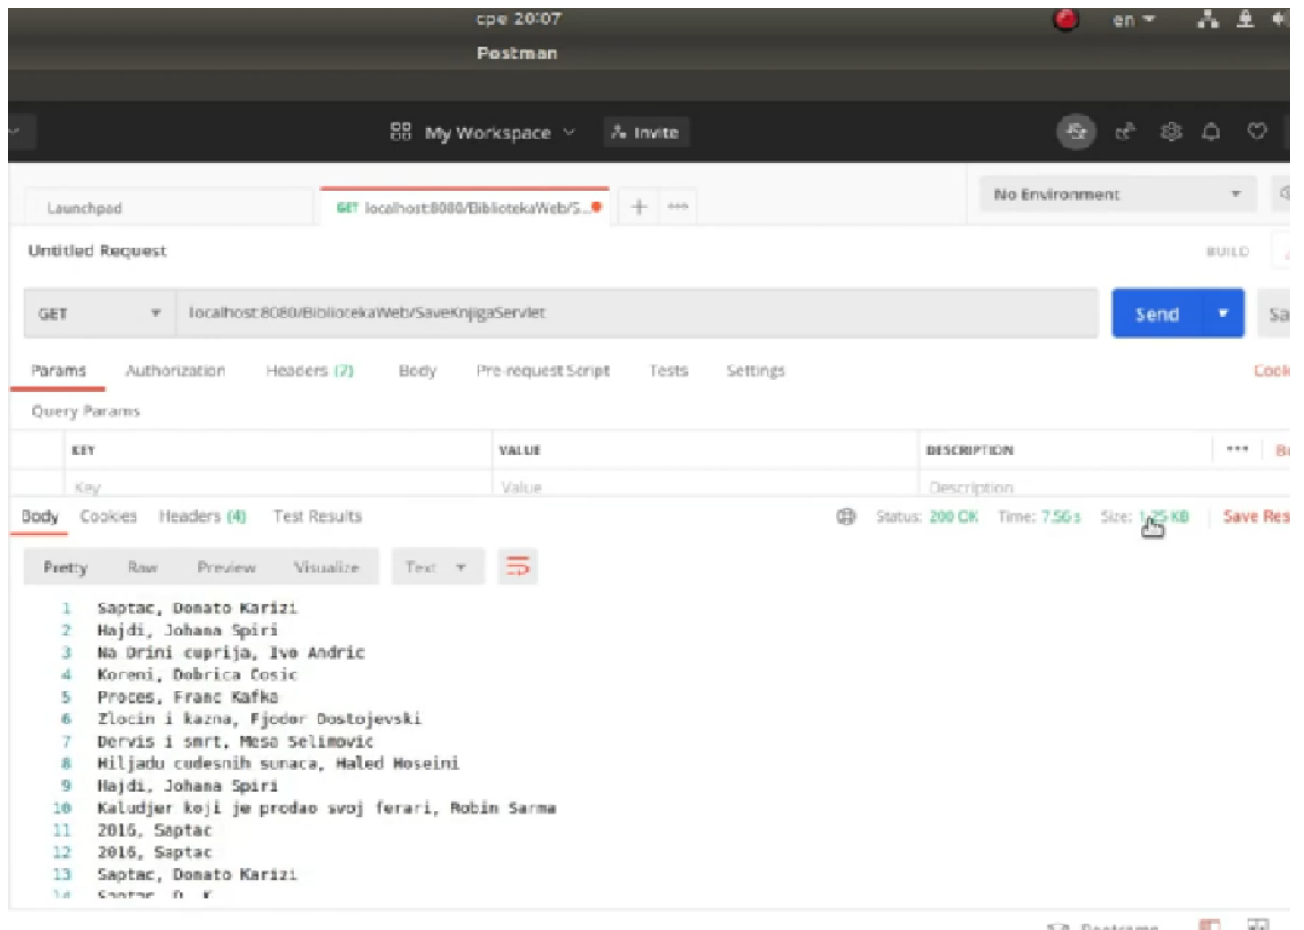 cpe 20:07
en
Postman
My Workspace
Invite
No Environment
Launchpad
GET localhost:8080/BibliotekaWeb/S...
Untitled Request
BUILD
GET
localhost:8080/BibliotekaWeb/SaveKnjigaServlet
Send
Sa
Params Authorization Headers (7) Body Pre-request Script Tests Settings
Cook
Query Params
KEY VALUE DESCRIPTION
Key Value Description
Body Cookies Headers (4) Test Results
Status: 200 OK Time: 7.56 s Size: 1.25 KB Save Res
Pretty Raw Preview Visualize Text
1 Saptac, Donato Karizi
2 Hajdi, Johana Spiri
3 Na Drini cuprija, Ivo Andric
4 Koreni, Dobrica Cosic
5 Proces, Franc Kafka
6 Zlocin i kazna, Fjodor Dostojevski
7 Dervis i smrt, Mesa Selimovic
8 Hiljadu cudesnih sunaca, Haled Hoseini
9 Hajdi, Johana Spiri
10 Kaludjer koji je prodao svoj ferari, Robin Sarma
11 2016, Saptac
12 2016, Saptac
13 Saptac, Donato Karizi